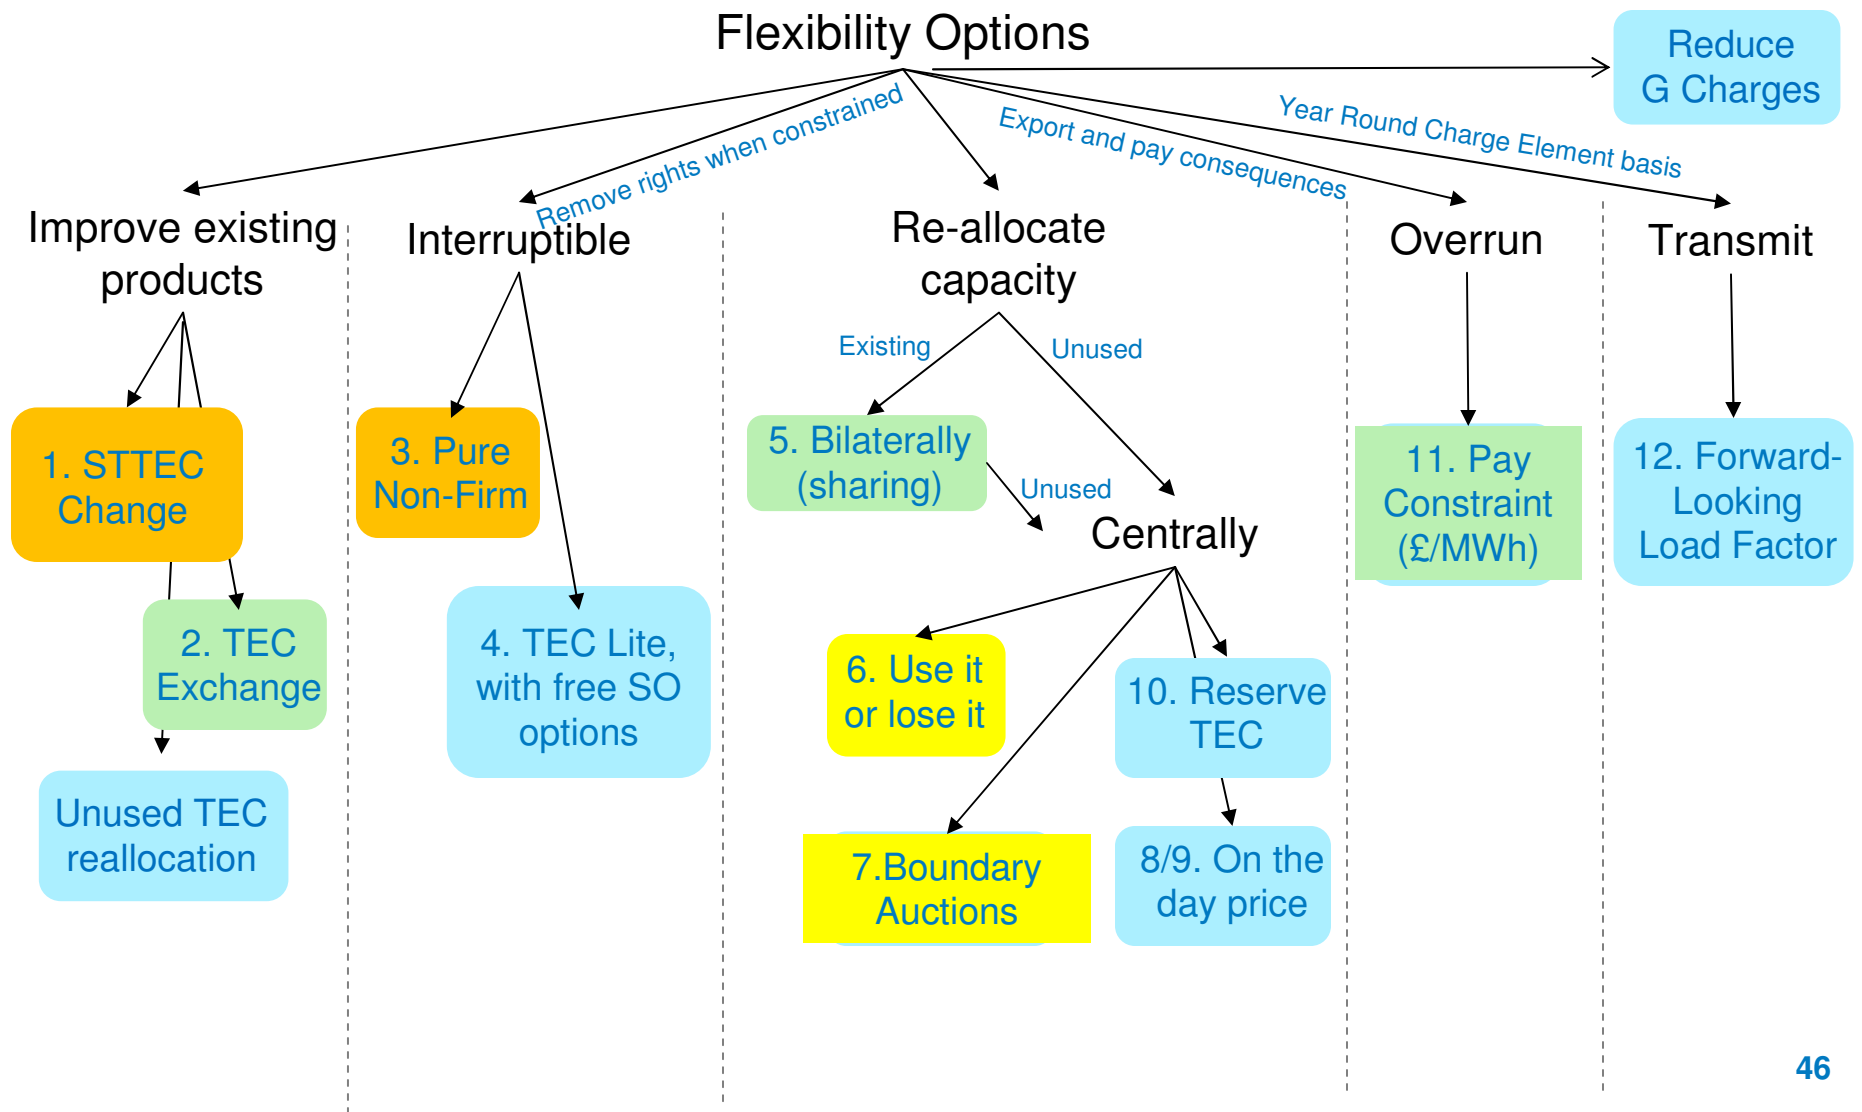 Flexibility Options
Reduce
G Charges
Remove rights when constrained
Export and pay consequences
Year Round Charge Element basis
Improve existing
products
Interruptible
Re-allocate
capacity
Overrun
Transmit
Existing
Unused
1. STTEC
Change
3. Pure
Non-Firm
5. Bilaterally
(sharing)
Unused
Centrally
11. Pay
Constraint
(£/MWh)
12. Forward-
Looking
Load Factor
2. TEC
Exchange
4. TEC Lite,
with free SO
options
6. Use it
or lose it
10. Reserve
TEC
Unused TEC
reallocation
7.Boundary
Auctions
8/9. On the
day price
46